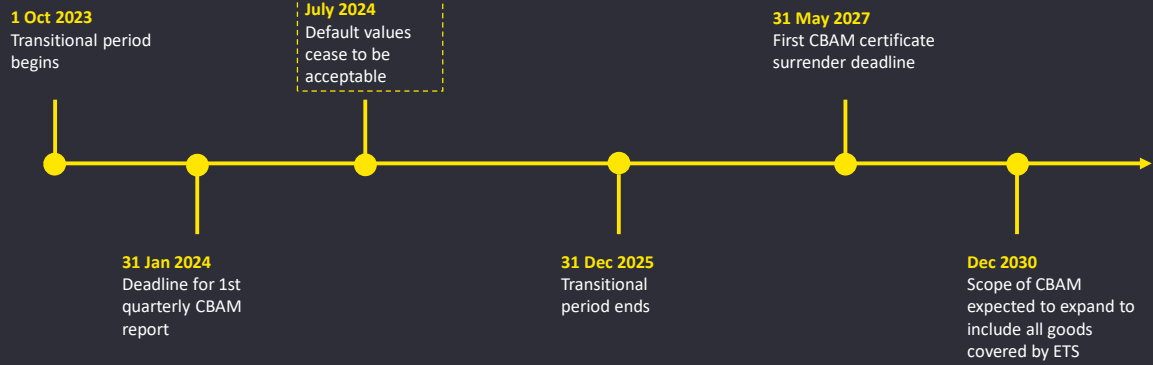 1 Oct 2023
Transitional period
begins
July 2024
Default values
cease to be
acceptable
31 May 2027
First CBAM certificate
surrender deadline
31 Jan 2024
Deadline for 1st
quarterly CBAM
report
31 Dec 2025
Transitional
period ends
Dec 2030
Scope of CBAM
expected to expand to
include all goods
covered by ETS